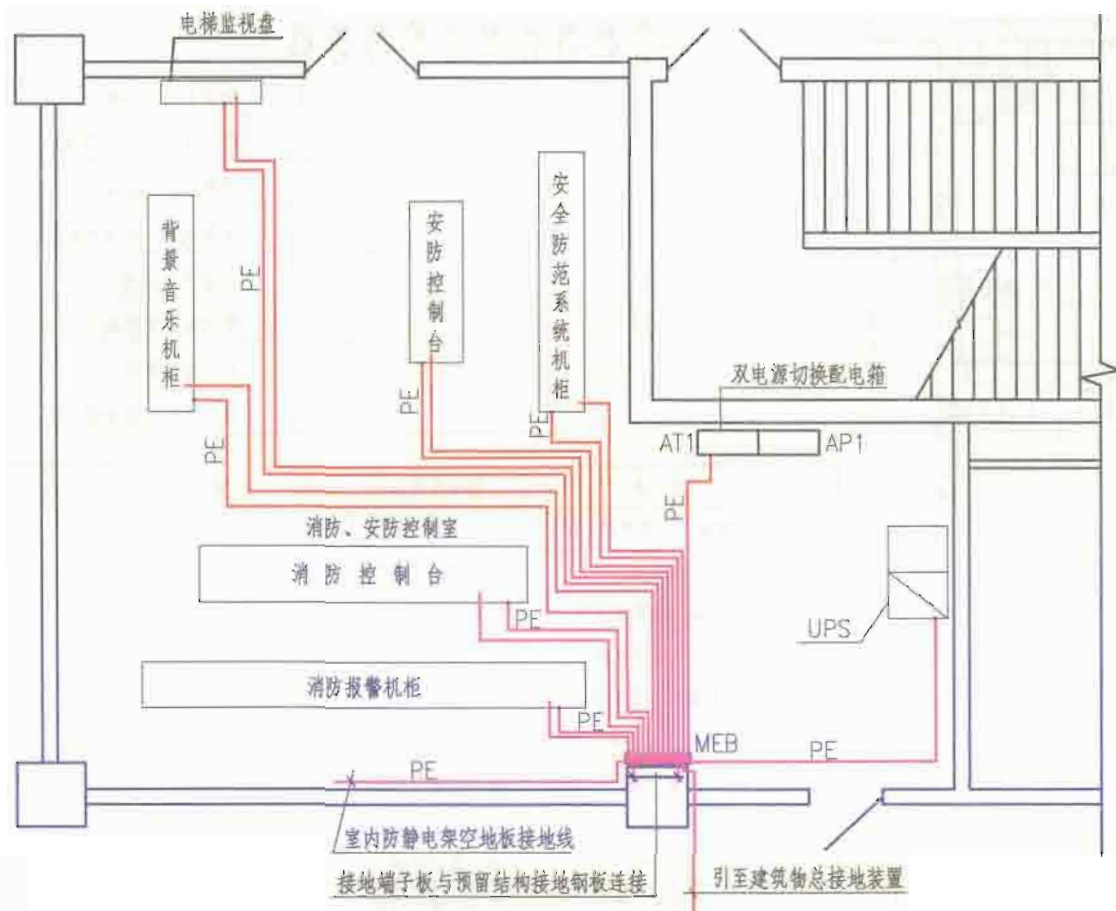 电梯监视盘
背景音乐机柜
安防控制台
安全防范系统机柜
PE
PE
PE
PE
双电源切换配电箱
AT1
AP1
PE
消防、安防控制室
消防控制台
PE
UPS
消防报警机柜
PE
MEB
PE
PE
室内防静电架空地板接地线
接地端子板与预留结构接地钢板连接
引至建筑物总接地装置